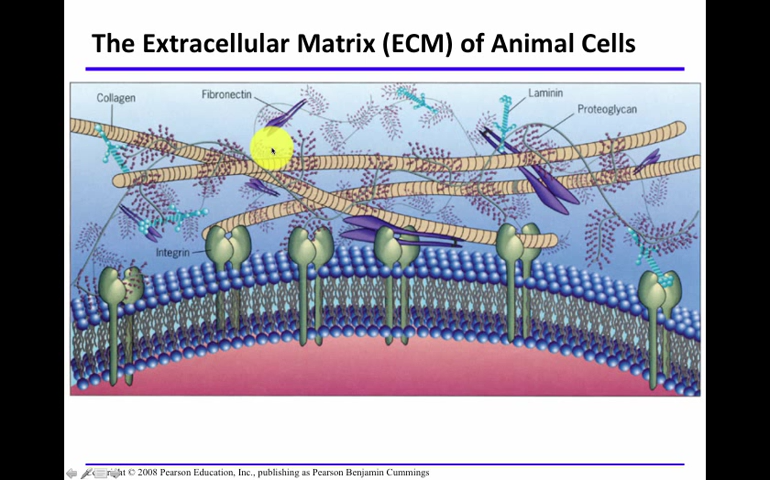 The Extracellular Matrix (ECM) of Animal Cells
Collagen
Fibronectin
Laminin
Proteoglycan
Integrin
© 2008 Pearson Education, Inc., publishing as Pearson Benjamin Cummings